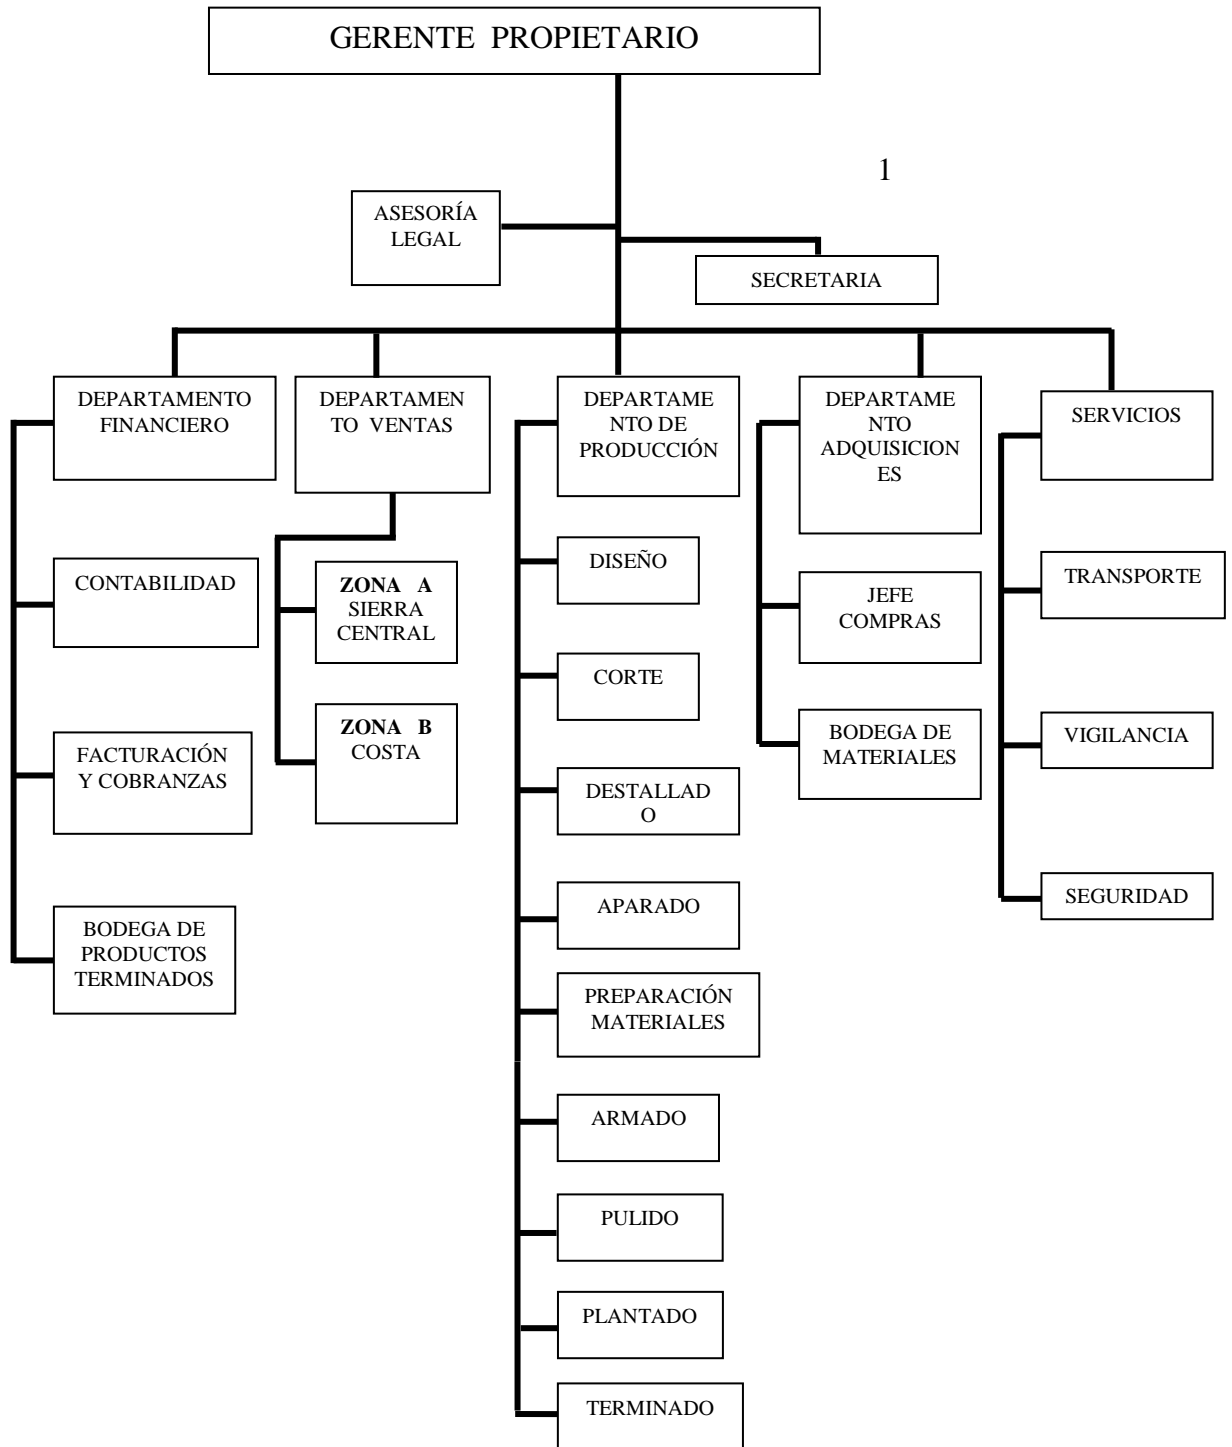 GERENTE PROPIETARIO
1
ASESORÍA
LEGAL
SECRETARIA
DEPARTAMENTO
FINANCIERO
DEPARTAMEN
TO VENTAS
DEPARTAME
NTO DE
PRODUCCIÓN
DEPARTAME
NTO
ADQUISICION
ES
SERVICIOS
CONTABILIDAD
FACTURACIÓN
Y COBRANZAS
BODEGA DE
PRODUCTOS
TERMINADOS
ZONA A
SIERRA
CENTRAL
ZONA B
COSTA
DISEÑO
CORTE
DESTALLAD
O
APARADO
PREPARACIÓN
MATERIALES
ARMADO
PULIDO
PLANTADO
TERMINADO
JEFE
COMPRAS
BODEGA DE
MATERIALES
TRANSPORTE
VIGILANCIA
SEGURIDAD